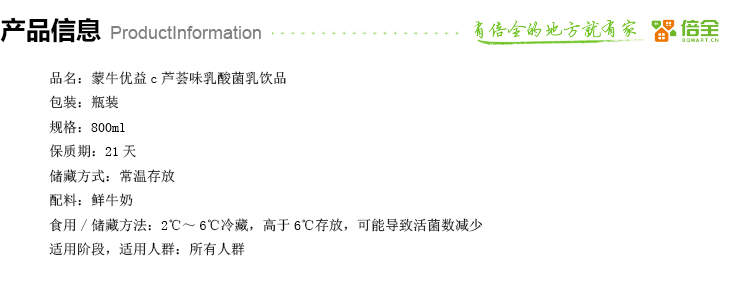 产品信息 ProductInformation 有倍全的地方就有家 倍全
BQMART.CN
品名：蒙牛优益c芦荟味乳酸菌乳饮品
包装：瓶装
规格：800ml
保质期：21天
储藏方式：常温存放
配料：鲜牛奶
食用/储藏方法：2℃～6℃冷藏，高于6℃存放，可能导致活菌数减少
适用阶段，适用人群：所有人群